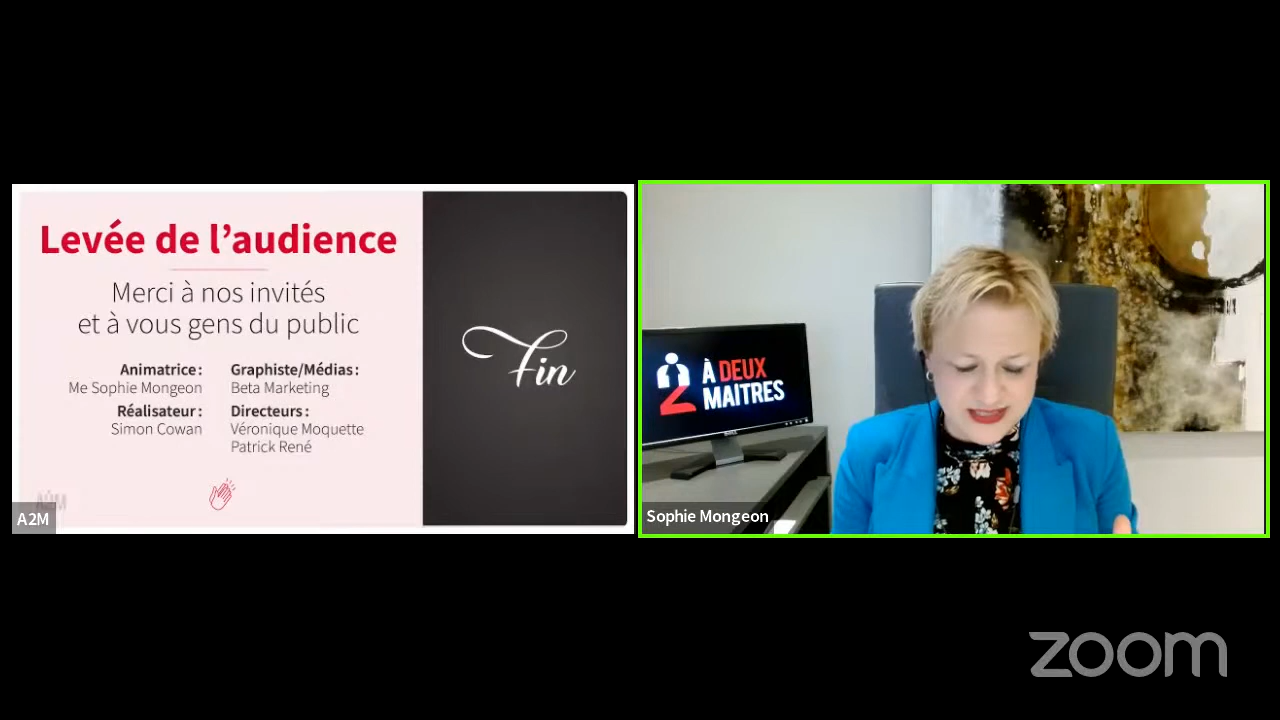 Levée de l’audience
Merci à nos invités
et à vous gens du public
Animatrice :
Me Sophie Mongeon
Réalisateur :
Simon Cowan
Graphiste/Médias :
Beta Marketing
Directeurs :
Véronique Moquette
Patrick René
A2M
A2M
Fin
À DEUX
MAITRES
Sophie Mongeon
zoom